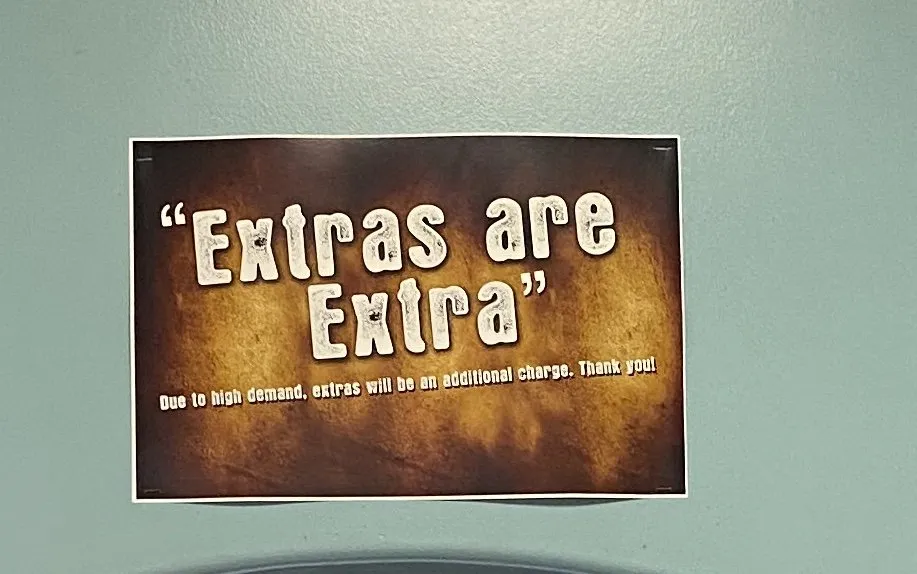 “Extras are
Extra”
Due to high demand, extras will be an additional charge. Thank you!